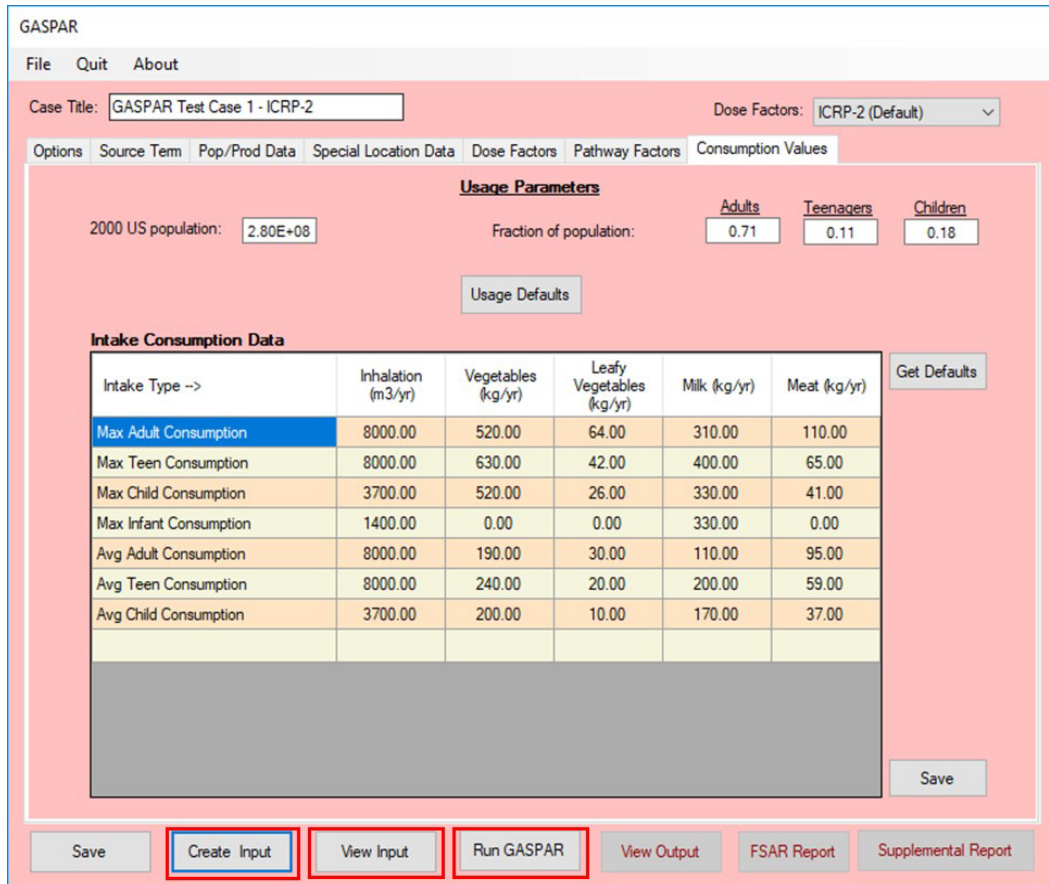 GASPAR
File Quit About
Case Title: GASPAR Test Case 1 - ICRP-2 Dose Factors: ICRP-2 (Default)
Options Source Term Pop/Prod Data Special Location Data Dose Factors Pathway Factors Consumption Values
Usage Parameters
Adults Teenagers Children
2000 US population: 2.80E+08 Fraction of population: 0.71 0.11 0.18
Usage Defaults
Intake Consumption Data
Intake Type --> Inhalation (m3/yr) Vegetables (kg/yr) Leafy Vegetables (kg/yr) Milk (kg/yr) Meat (kg/yr) Get Defaults
Max Adult Consumption 8000.00 520.00 64.00 310.00 110.00
Max Teen Consumption 8000.00 630.00 42.00 400.00 65.00
Max Child Consumption 3700.00 520.00 26.00 330.00 41.00
Max Infant Consumption 1400.00 0.00 0.00 330.00 0.00
Avg Adult Consumption 8000.00 190.00 30.00 110.00 95.00
Avg Teen Consumption 8000.00 240.00 20.00 200.00 59.00
Avg Child Consumption 3700.00 200.00 10.00 170.00 37.00
Save
Save Create Input View Input Run GASPAR View Output FSAR Report Supplemental Report